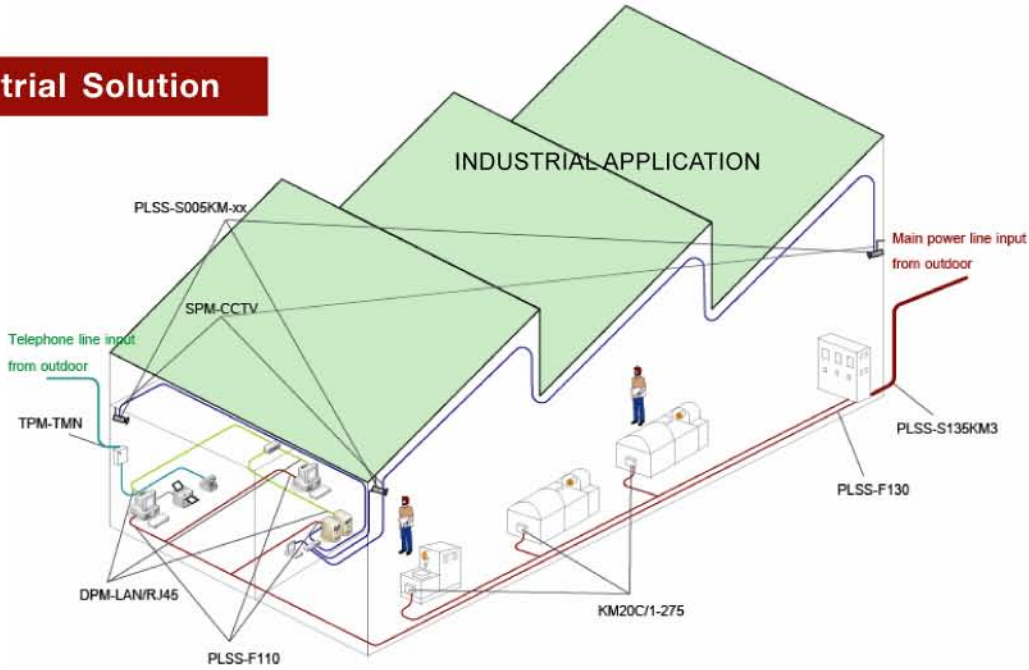 trial Solution
INDUSTRIAL APPLICATION
PLSS-S005KM-xx
Main power line input
from outdoor
SPM-CCTV
Telephone line input
from outdoor
TPM-TMN
PLSS-S135KM3
PLSS-F130
DPM-LAN/RJ45
KM20C/1-275
PLSS-F110